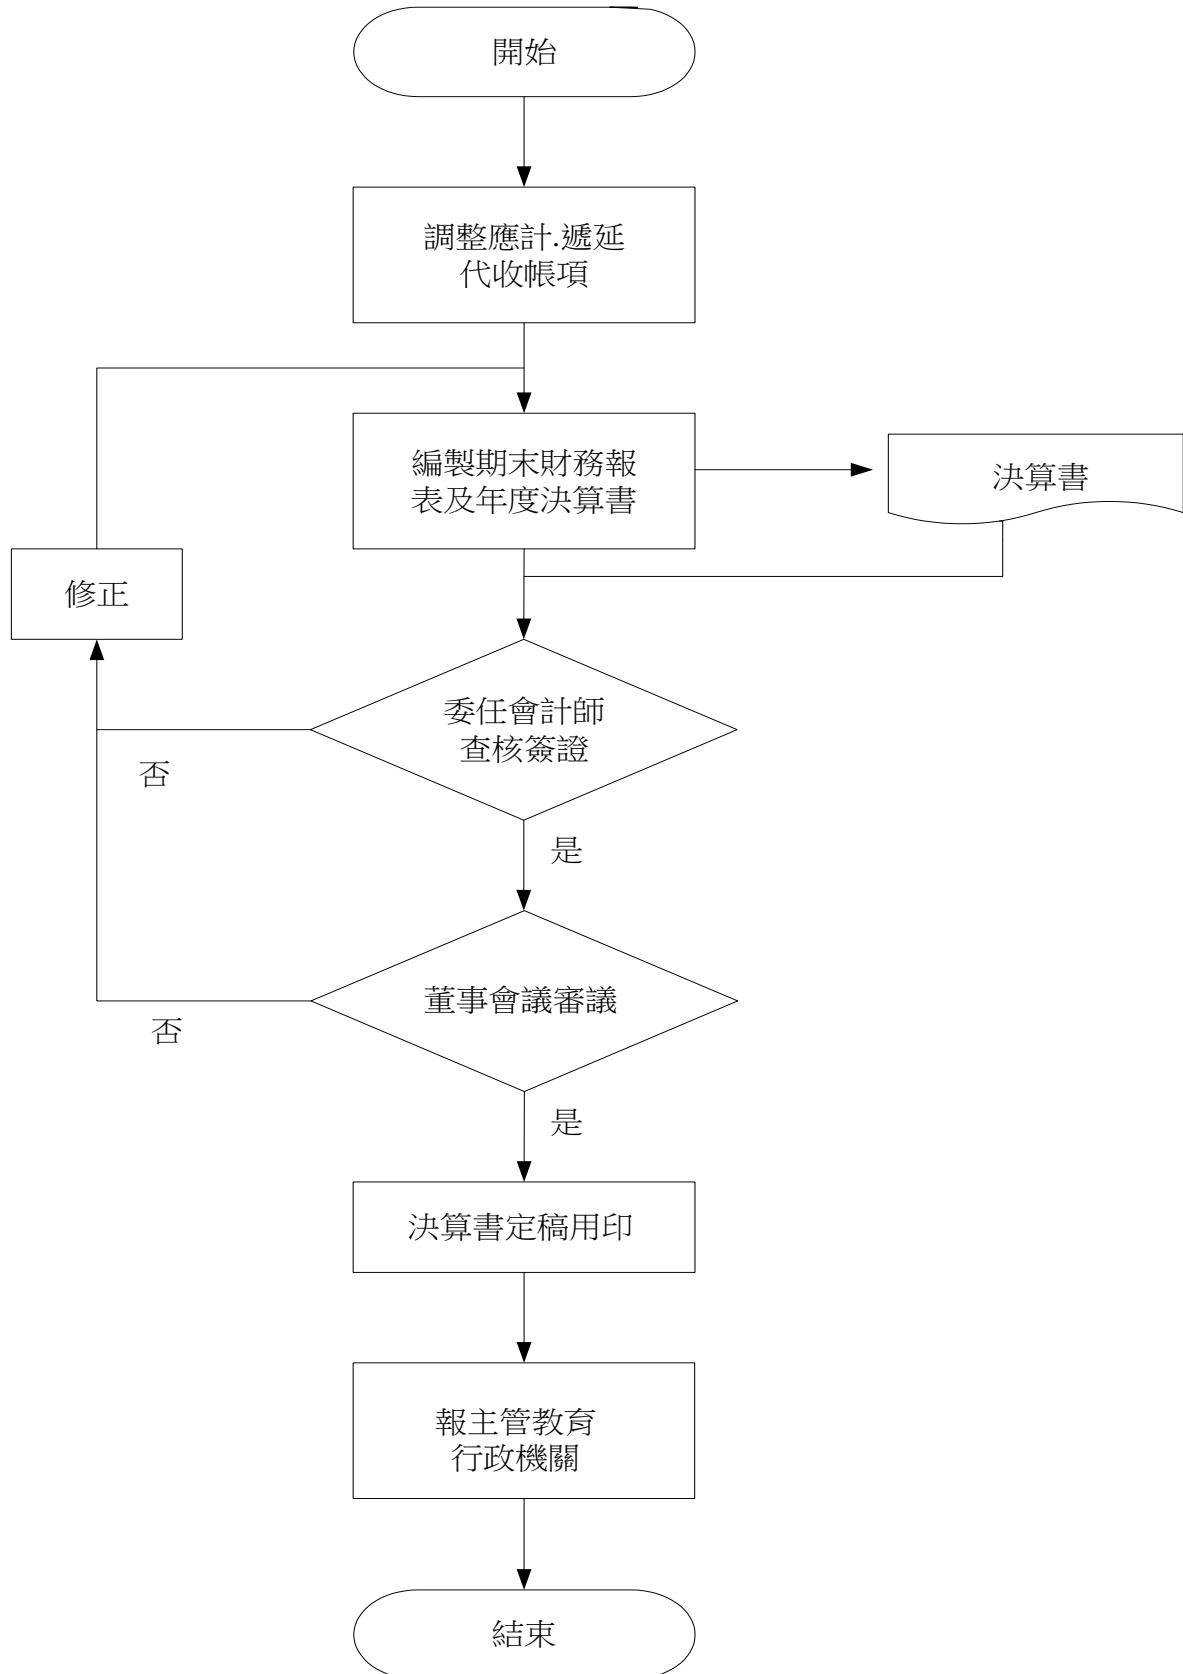 開始
調整應計.遞延
代收帳項
編製期末財務報
表及年度決算書
決算書
修正
委任會計師
查核簽證
否
是
董事會議審議
否
是
決算書定稿用印
報主管教育
行政機關
結束